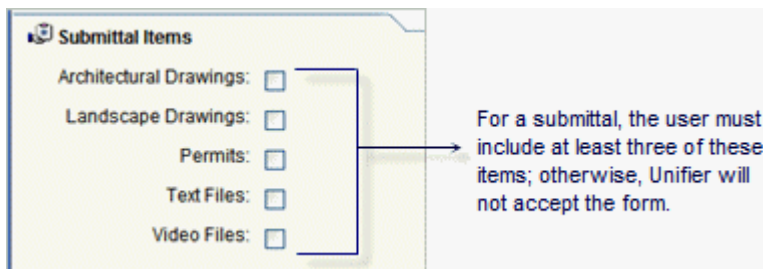 Submittal Items
Architectural Drawings:
Landscape Drawings:
Permits:
Text Files:
Video Files:
For a submittal, the user must
include at least three of these
items; otherwise, Unifier will
not accept the form.